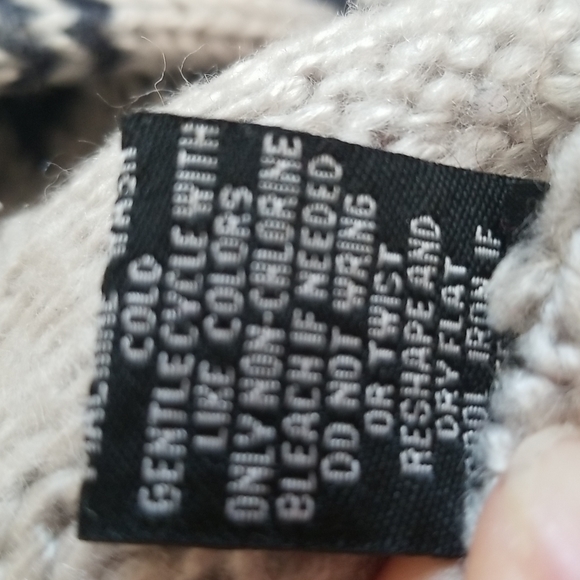 COLD
GENTLE CYCLE WITH
LIKE COLORS
ONLY NON-CHLORINE
BLEACH IF NEEDED
DO NOT WRING
OR TWIST
RESHAPE AND
DRY FLAT
COOL IRON IF